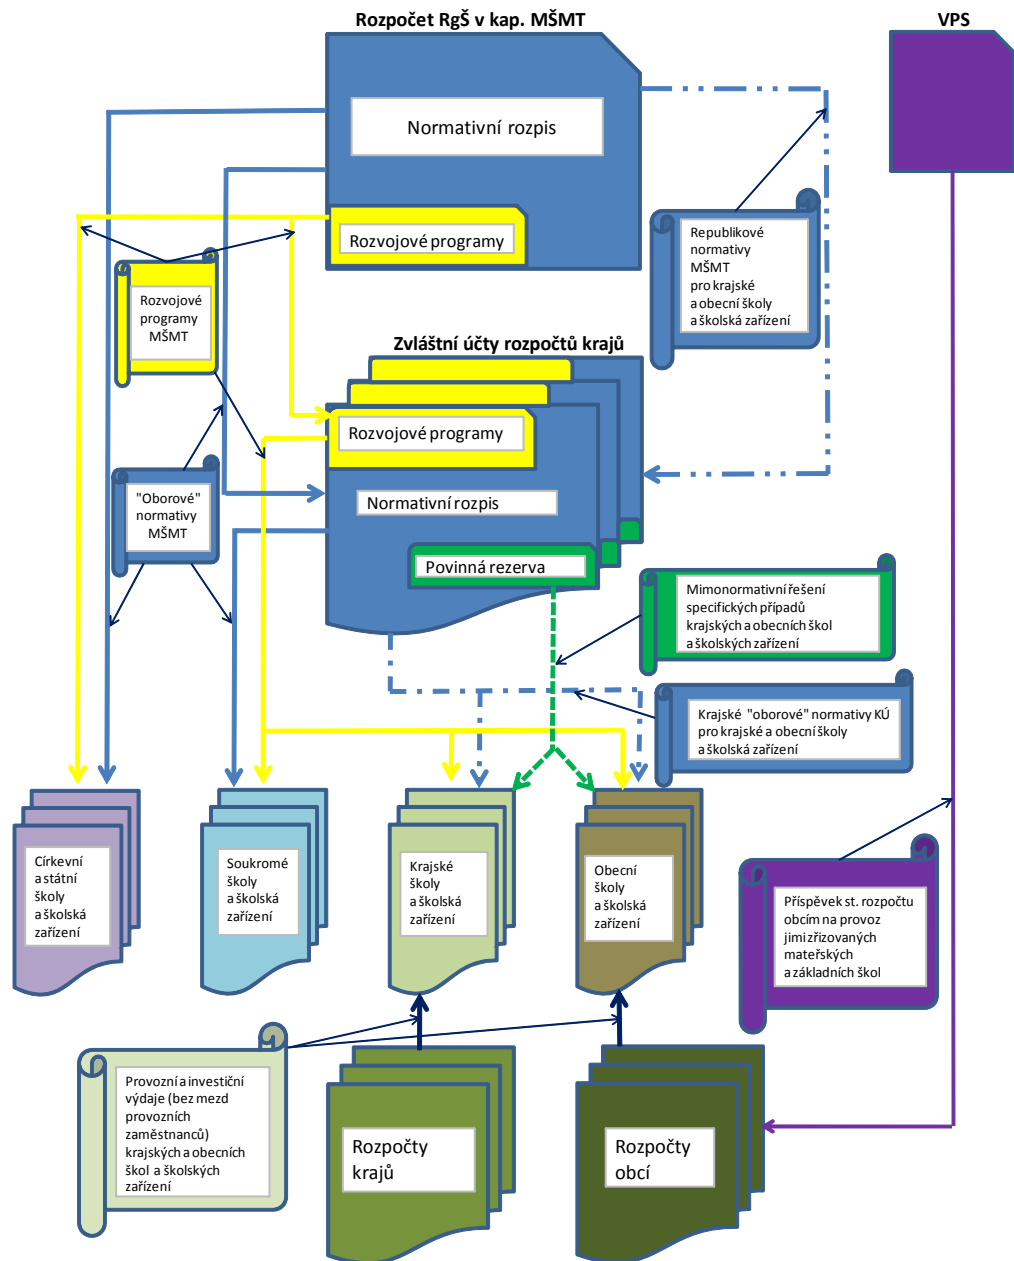 Rozpočet RgŠ v kap. MŠMT
VPS
Normativní rozpis
Rozvojové programy
Republikové
normativy
MŠMT
pro krajské
a obecní školy
a školská zařízení
Rozvojové
programy
MŠMT
Zvláštní účty rozpočtů krajů
Rozvojové programy
Normativní rozpis
Povinná rezerva
"Oborové"
normativy
MŠMT
Mimonormativní řešení
specifických případů
krajských a obecních škol
a školských zařízení
Krajské "oborové" normativy KÚ
pro krajské a obecní školy
a školská zařízení
Církevní
a státní
školy
a školská
zařízení
Soukromé
školy
a školská
zařízení
Krajské
školy
a školská
zařízení
Obecní
školy
a školská
zařízení
Příspěvek st. rozpočtu
obcím na provoz
jimi zřizovaných
mateřských
a základních škol
Provozní a investiční
výdaje (bez mezd
provozních
zaměstnanců)
krajských a obecních
škol a školských
zařízení
Rozpočty
krajů
Rozpočty
obcí